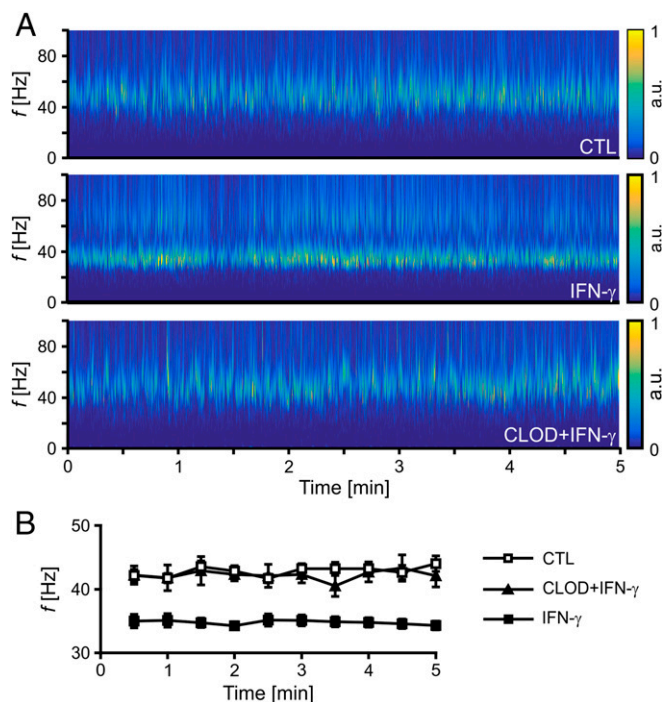 A
f [Hz]
80
40
0
CTL
1
a.u.
0
f [Hz]
80
40
0
IFN-γ
1
a.u.
0
f [Hz]
80
40
0
CLOD+IFN-γ
1
a.u.
0
0 1 2 3 4 5
Time [min]
B
f [Hz]
50
40
30
0 1 2 3 4 5
Time [min]
CTL
CLOD+IFN-γ
IFN-γ